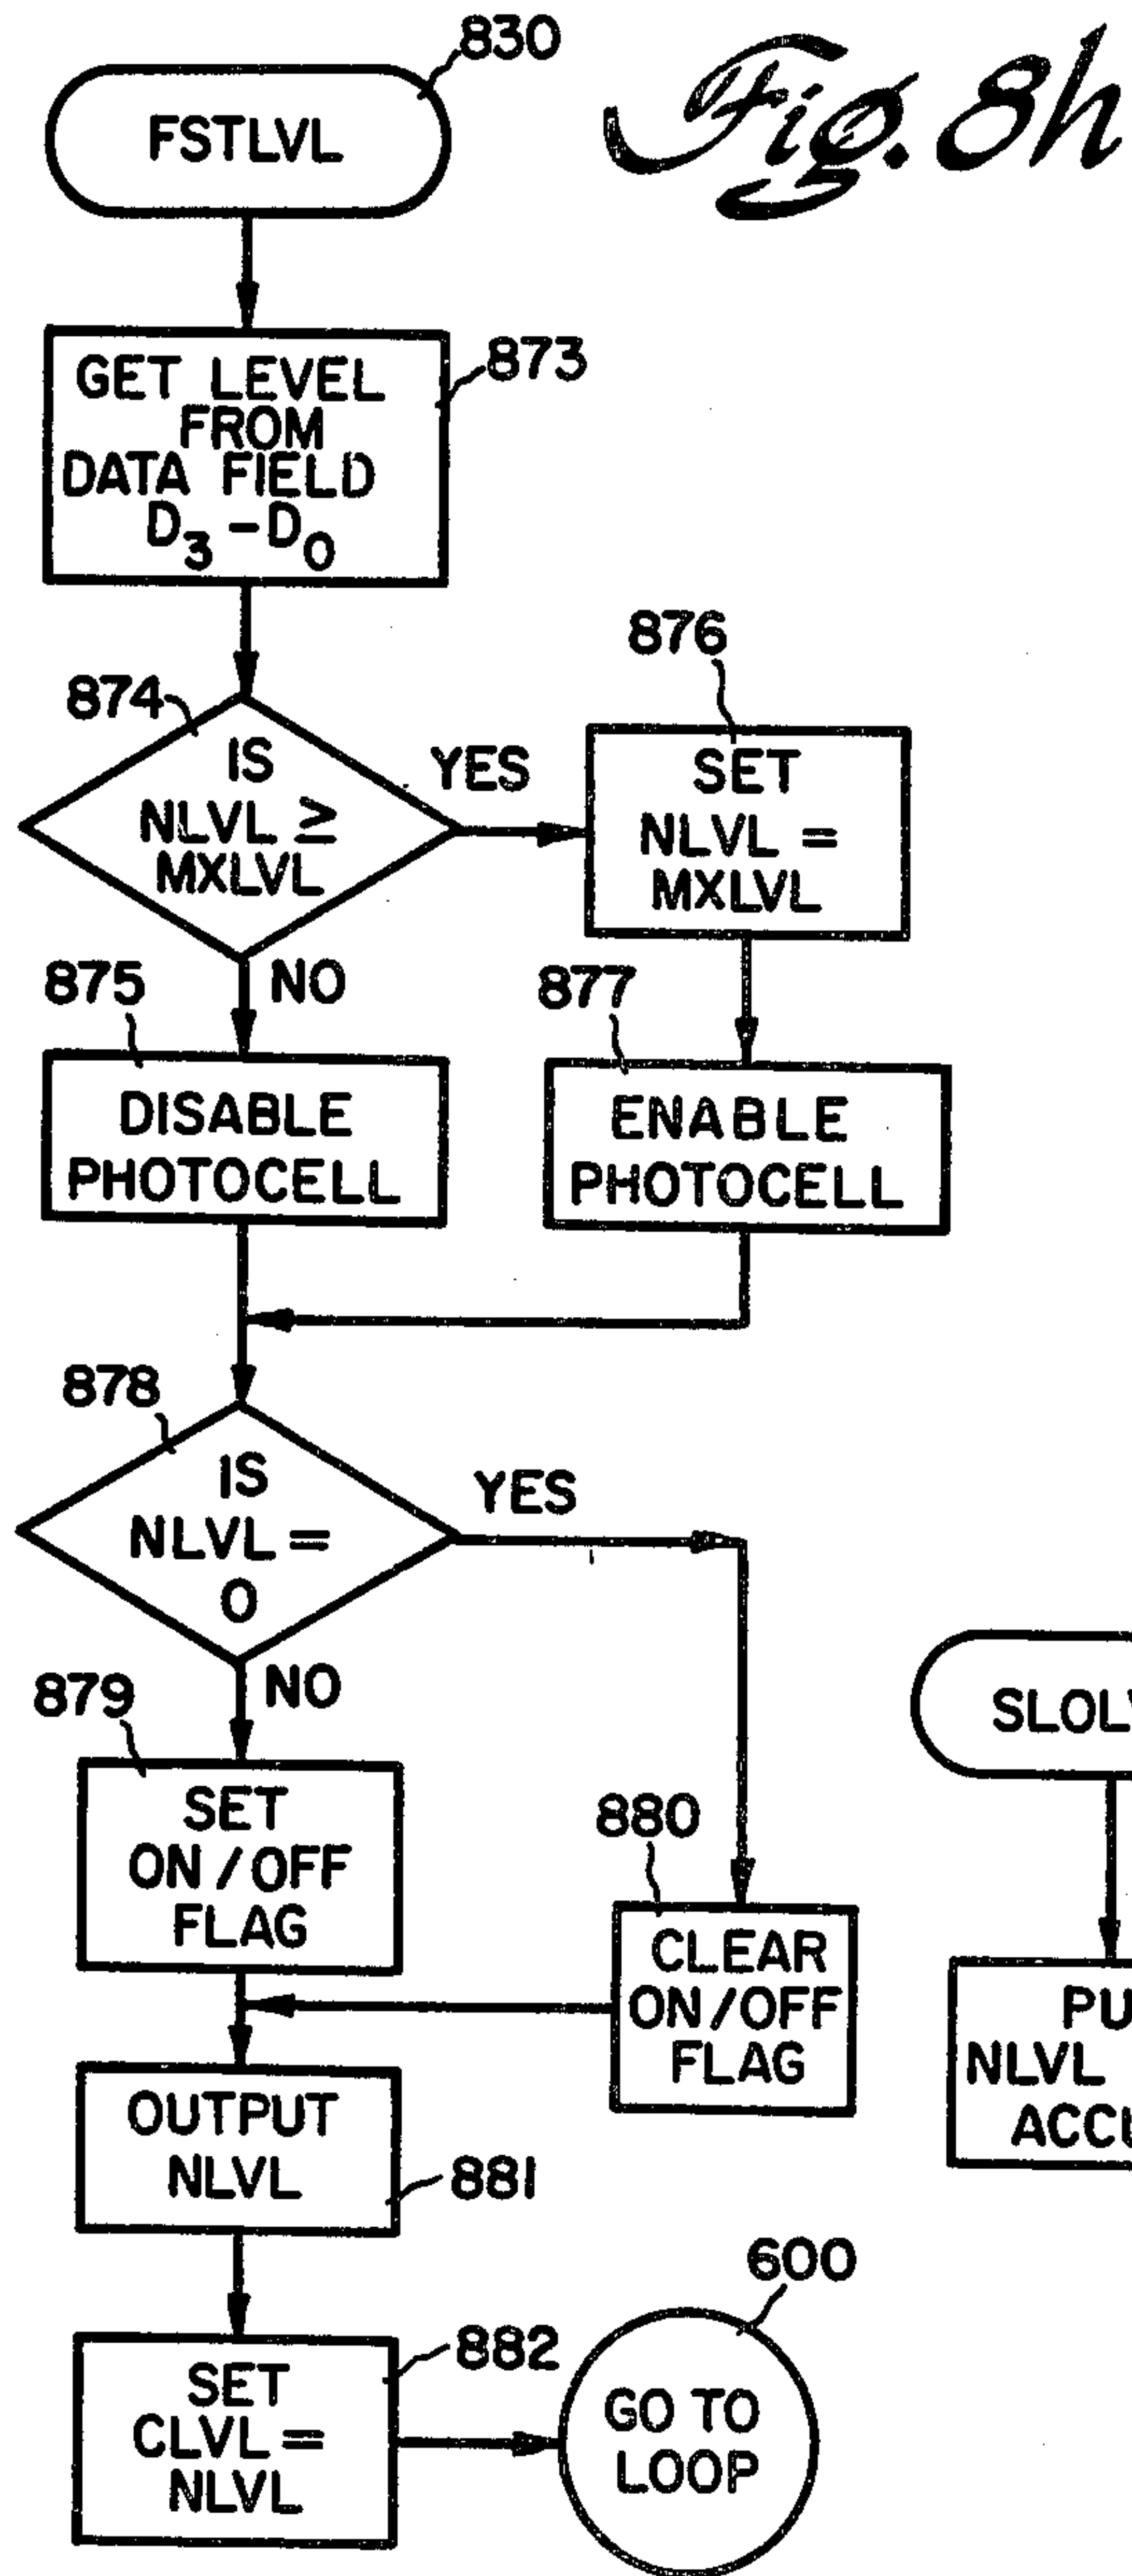 830
FSTLVL
Fig. 8h
873
GET LEVEL
FROM
DATA FIELD
D₃ – D₀
874
IS
NLVL ≥
MXLVL
YES
NO
876
SET
NLVL =
MXLVL
875
DISABLE
PHOTOCELL
877
ENABLE
PHOTOCELL
878
IS
NLVL =
0
YES
NO
879
SET
ON/OFF
FLAG
880
CLEAR
ON/OFF
FLAG
OUTPUT
NLVL
881
SET
CLVL =
NLVL
882
600
GO TO
LOOP
NLVL